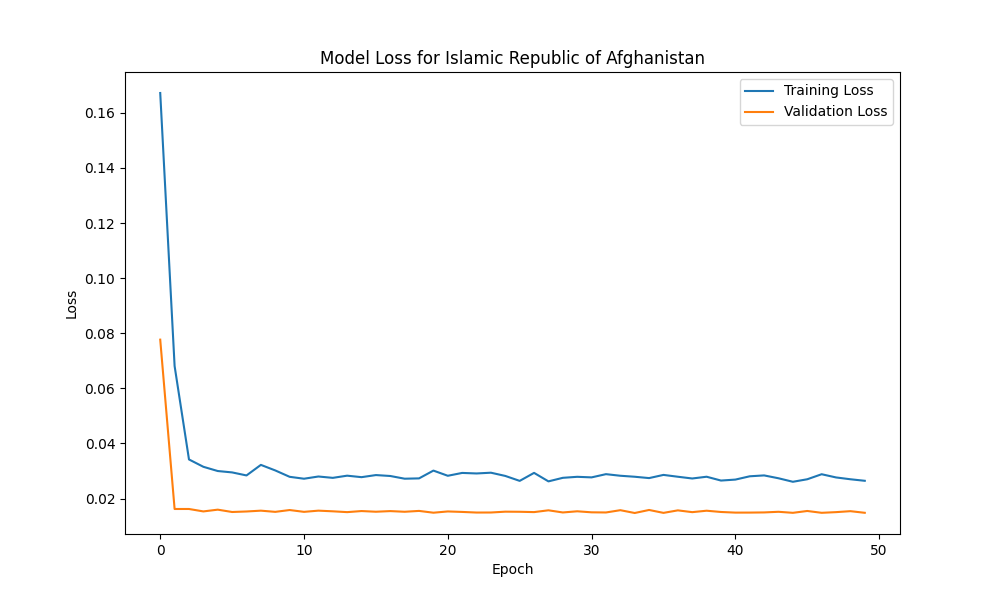 Model Loss for Islamic Republic of Afghanistan
Training Loss
Validation Loss
0.16
0.14
0.12
0.10
0.08
0.06
0.04
0.02
Loss
0 10 20 30 40 50
Epoch